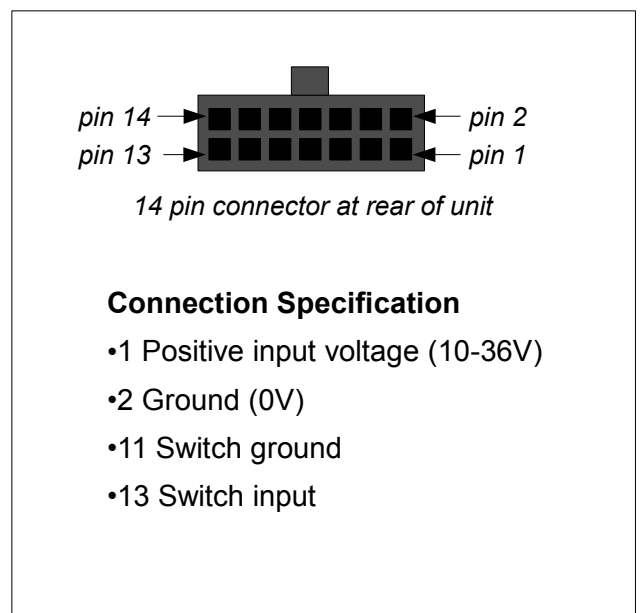 pin 14
pin 2
pin 13
pin 1
14 pin connector at rear of unit
Connection Specification
•1 Positive input voltage (10-36V)
•2 Ground (0V)
•11 Switch ground
•13 Switch input